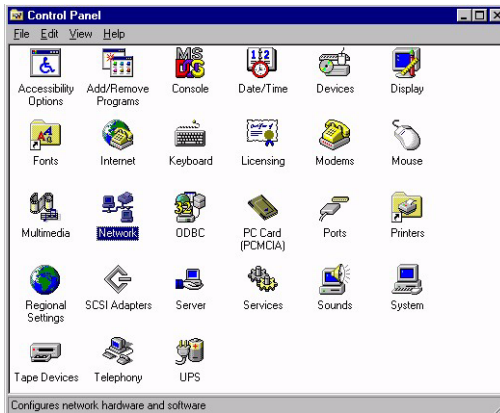 Control Panel
File Edit View Help
Accessibility Options
Add/Remove Programs
Console
Date/Time
Devices
Display
Fonts
Internet
Keyboard
Licensing
Modems
Mouse
Multimedia
Network
ODBC
PC Card (PCMCIA)
Ports
Printers
Regional Settings
SCSI Adapters
Server
Services
Sounds
System
Tape Devices
Telephony
UPS
Configures network hardware and software